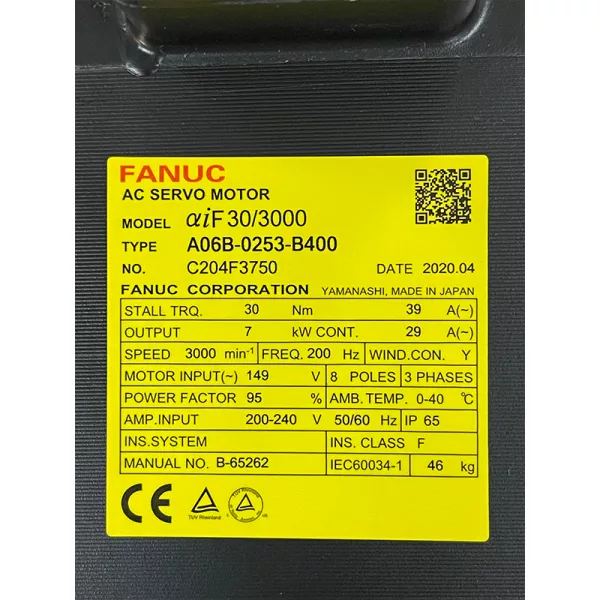 FANUC
AC SERVO MOTOR
MODEL αiF 30/3000
TYPE A06B-0253-B400
NO. C204F3750 DATE 2020.04
FANUC CORPORATION YAMANASHI, MADE IN JAPAN
STALL TRQ. 30 Nm 39 A(~)
OUTPUT 7 kW CONT. 29 A(~)
SPEED 3000 min⁻¹ FREQ. 200 Hz WIND.CON. Y
MOTOR INPUT(~) 149 V 8 POLES 3 PHASES
POWER FACTOR 95 % AMB.TEMP. 0-40 ℃
AMP.INPUT 200-240 V 50/60 Hz IP 65
INS.SYSTEM INS. CLASS F
MANUAL NO. B-65262 IEC60034-1 46 kg
CE
TUV Rheinland